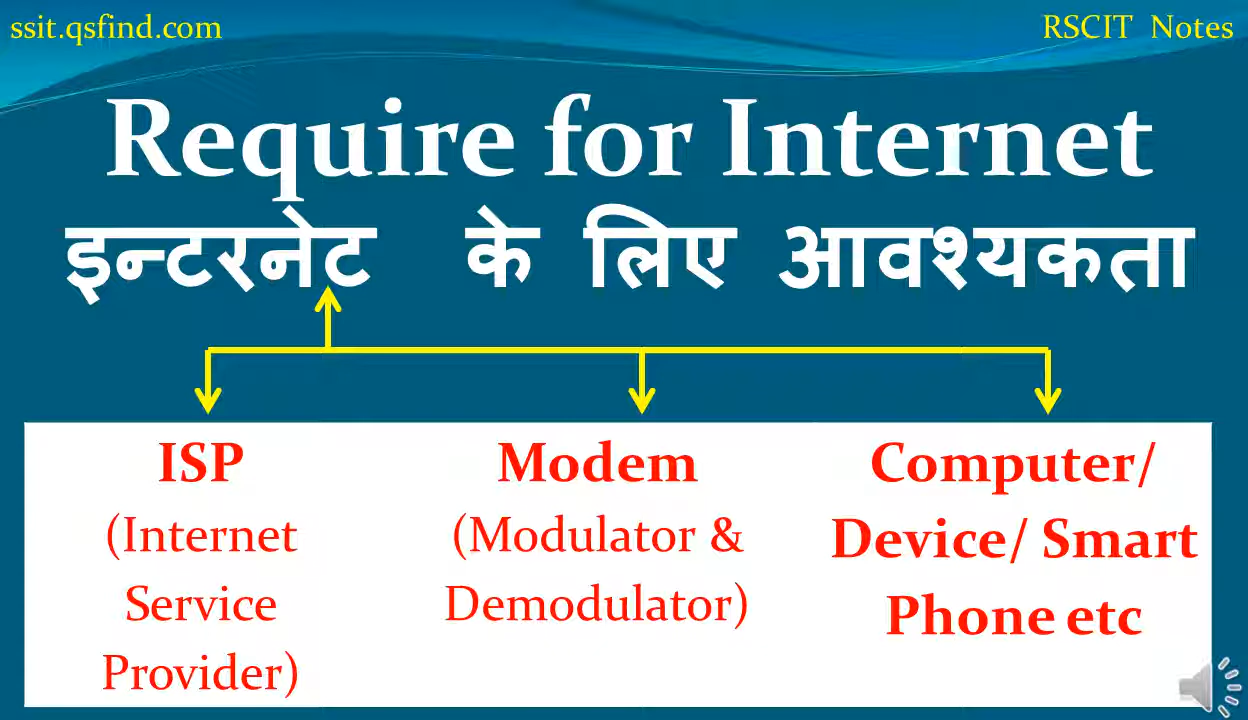 ssit.qsfind.com
RSCIT Notes
Require for Internet
इन्टरनेट के लिए आवश्यकता
ISP
(Internet
Service
Provider)
Modem
(Modulator &
Demodulator)
Computer/
Device/ Smart
Phone etc